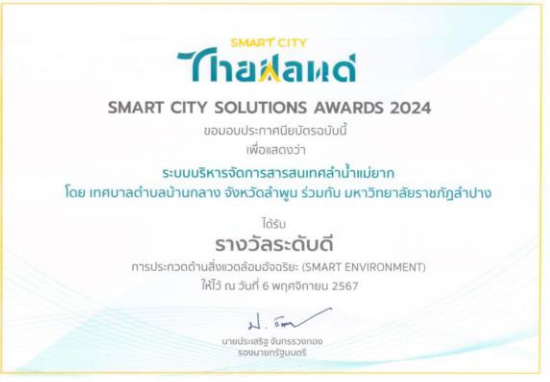 SMART CITY
Thailand
SMART CITY SOLUTIONS AWARDS 2024
ขอมอบประกาศนียบัตรฉบับนี้
เพื่อแสดงว่า
ระบบบริหารจัดการสารสนเทศลำน้ำแม่ยาก
โดย เทศบาลตำบลบ้านกลาง จังหวัดลำพูน ร่วมกับ มหาวิทยาลัยราชภัฏลำปาง
ได้รับ
รางวัลระดับดี
การประกวดด้านสิ่งแวดล้อมอัจฉริยะ (SMART ENVIRONMENT)
ให้ไว้ ณ วันที่ 6 พฤศจิกายน 2567
นายประเสริฐ จันทรรวงทอง
รองนายกรัฐมนตรี